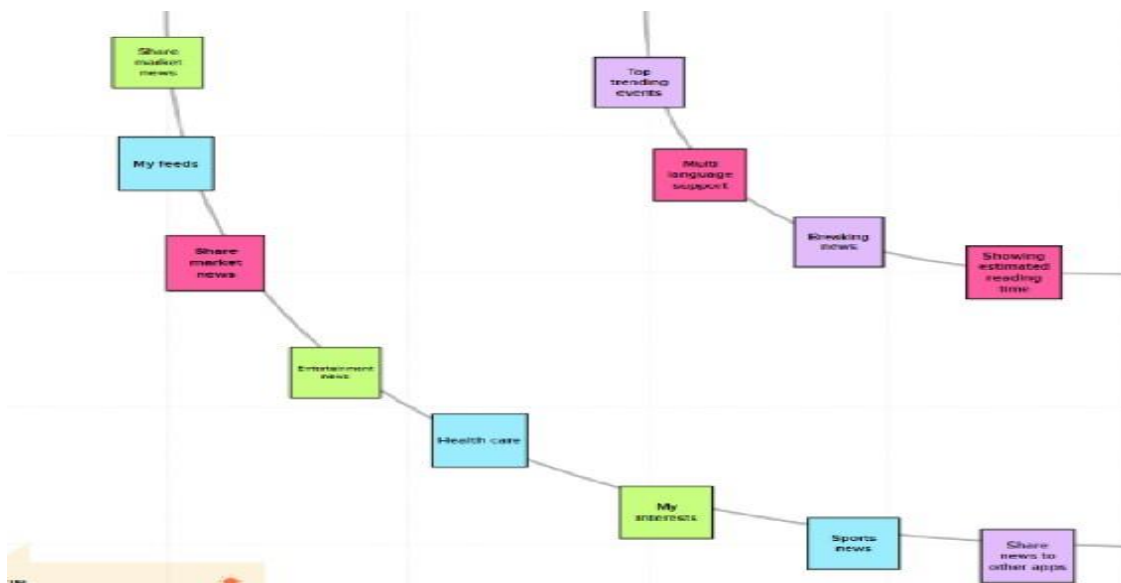 Share
market
news
Top
trending
events
My feeds
Multi
language
support
Breaking
news
Share
market
news
Showing
estimated
reading
time
Entertainment
news
Health care
My
interests
Sports
news
Share
news to
other apps